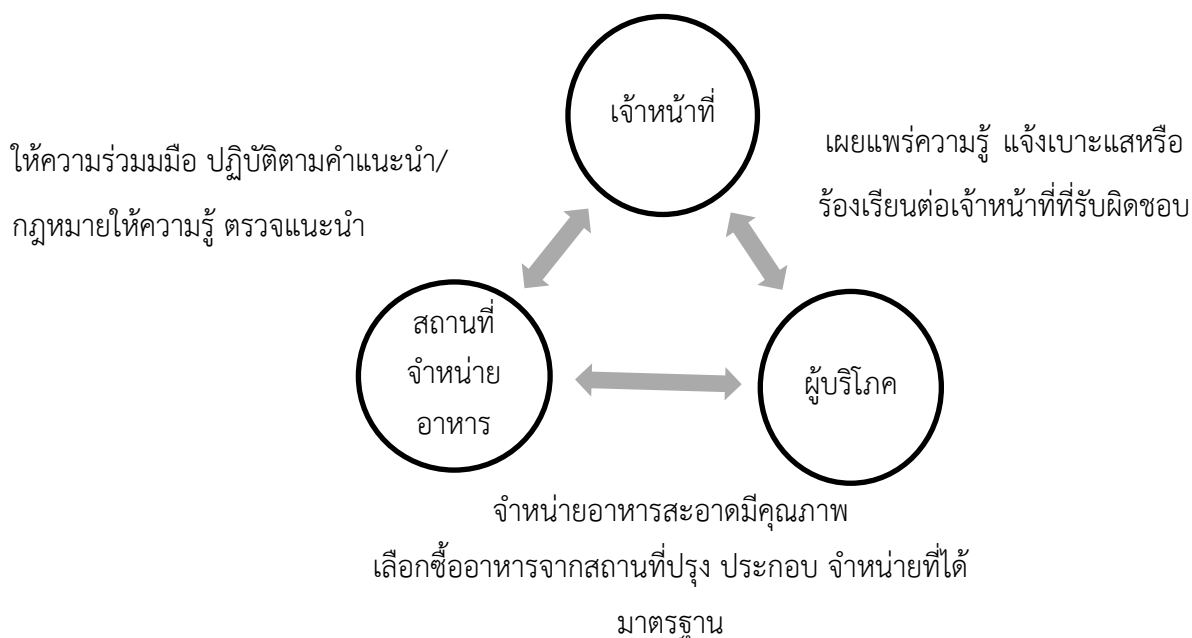 เจ้าหน้าที่
ให้ความร่วมมมือ ปฏิบัติตามคำแนะนำ/
กฎหมายให้ความรู้ ตรวจแนะนำ
เผยแพร่ความรู้ แจ้งเบาะแสหรือ
ร้องเรียนต่อเจ้าหน้าที่ที่รับผิดชอบ
สถานที่
จำหน่าย
อาหาร
ผู้บริโภค
จำหน่ายอาหารสะอาดมีคุณภาพ
เลือกซื้ออาหารจากสถานที่ปรุง ประกอบ จำหน่ายที่ได้
มาตรฐาน